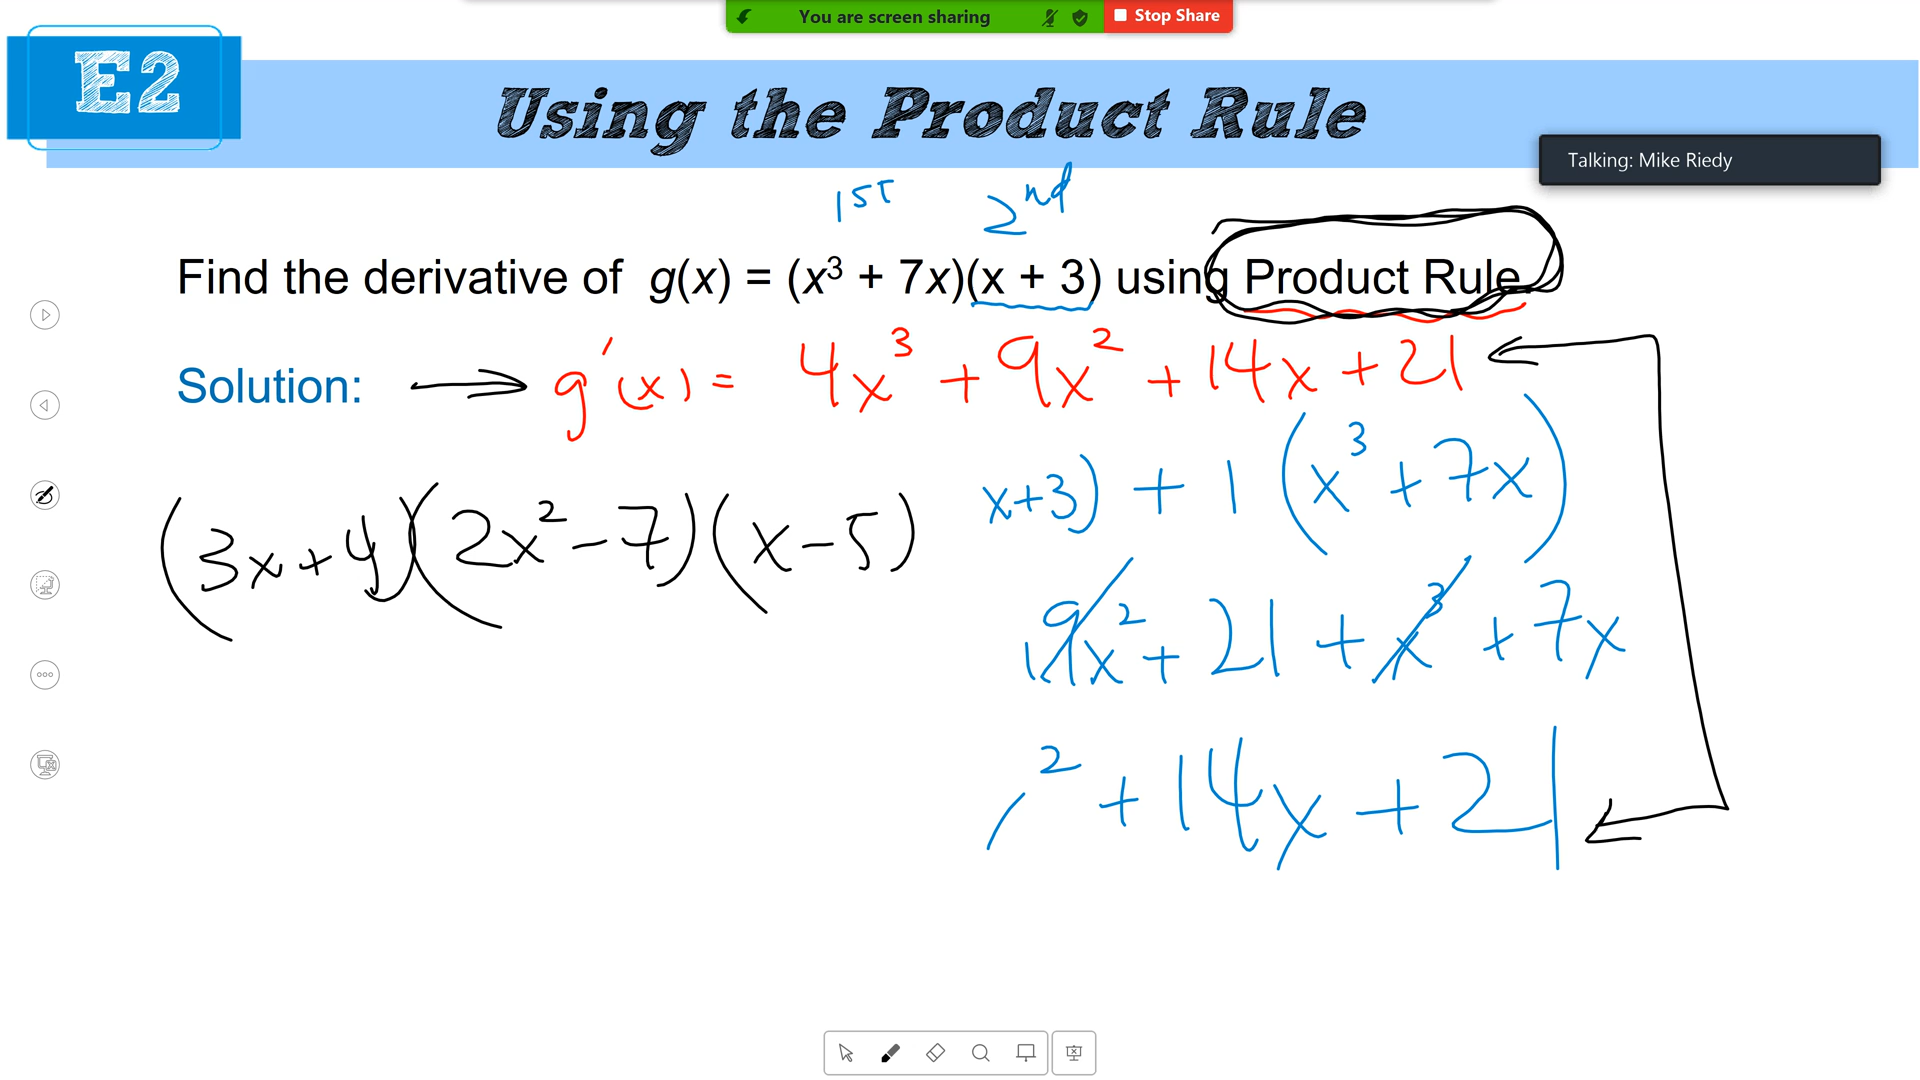 You are screen sharing Stop Share
E2
Using the Product Rule
Talking: Mike Riedy
1ST 2nd
Find the derivative of g(x) = (x³ + 7x)(x + 3) using Product Rule.
Solution: → g'(x) = 4x³ + 9x² + 14x + 21
x+3) + 1 (x³ + 7x)
(3x+4)(2x²-7)(x-5)
9x² + 21 + x³ + 7x
² + 14x + 21